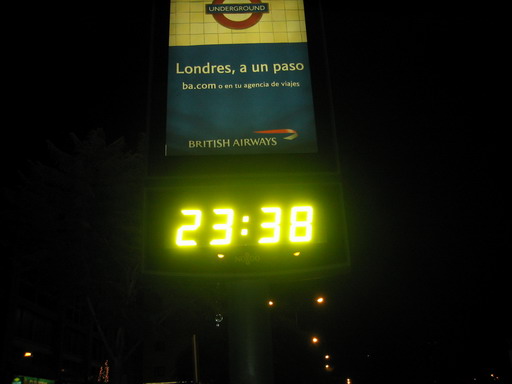 UNDERGROUND
Londres, a un paso
ba.com o en tu agencia de viajes
BRITISH AIRWAYS
23:38